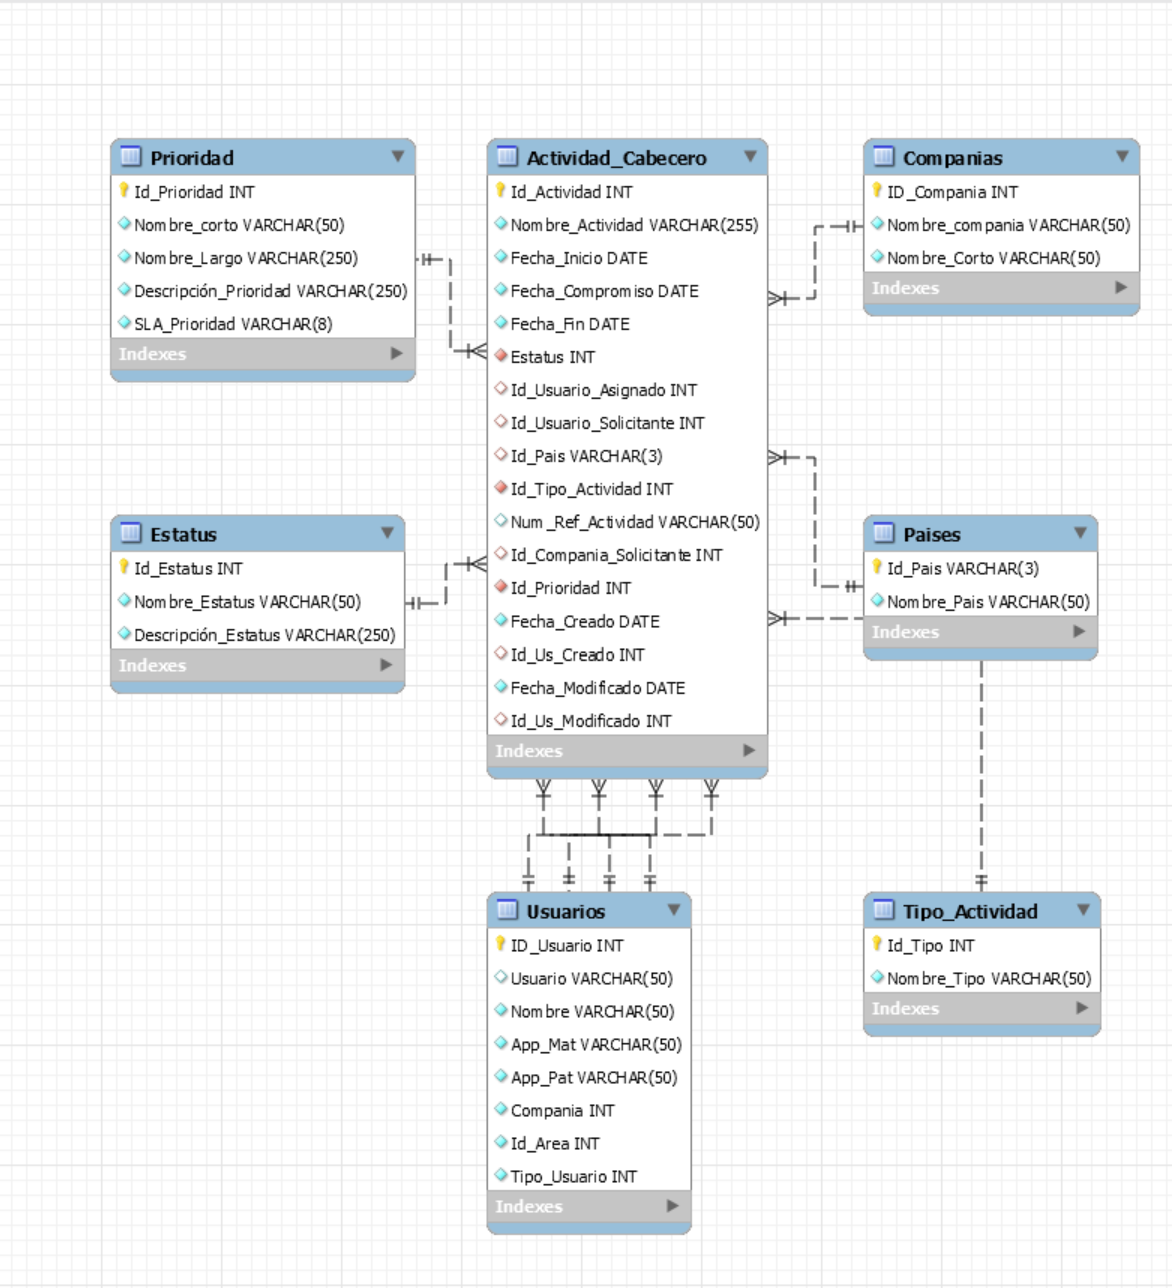 Prioridad
Id_Prioridad INT
Nombre_corto VARCHAR(50)
Nombre_Largo VARCHAR(250)
Descripción_Prioridad VARCHAR(250)
SLA_Prioridad VARCHAR(8)
Indexes
Actividad_Cabecero
Id_Actividad INT
Nombre_Actividad VARCHAR(255)
Fecha_Inicio DATE
Fecha_Compromiso DATE
Fecha_Fin DATE
Estatus INT
Id_Usuario_Asignado INT
Id_Usuario_Solicitante INT
Id_Pais VARCHAR(3)
Id_Tipo_Actividad INT
Num_Ref_Actividad VARCHAR(50)
Id_Compania_Solicitante INT
Id_Prioridad INT
Fecha_Creado DATE
Id_Us_Creado INT
Fecha_Modificado DATE
Id_Us_Modificado INT
Indexes
Companias
ID_Compania INT
Nombre_compania VARCHAR(50)
Nombre_Corto VARCHAR(50)
Indexes
Estatus
Id_Estatus INT
Nombre_Estatus VARCHAR(50)
Descripción_Estatus VARCHAR(250)
Indexes
Paises
Id_Pais VARCHAR(3)
Nombre_Pais VARCHAR(50)
Indexes
Usuarios
ID_Usuario INT
Usuario VARCHAR(50)
Nombre VARCHAR(50)
App_Mat VARCHAR(50)
App_Pat VARCHAR(50)
Compania INT
Id_Area INT
Tipo_Usuario INT
Indexes
Tipo_Actividad
Id_Tipo INT
Nombre_Tipo VARCHAR(50)
Indexes